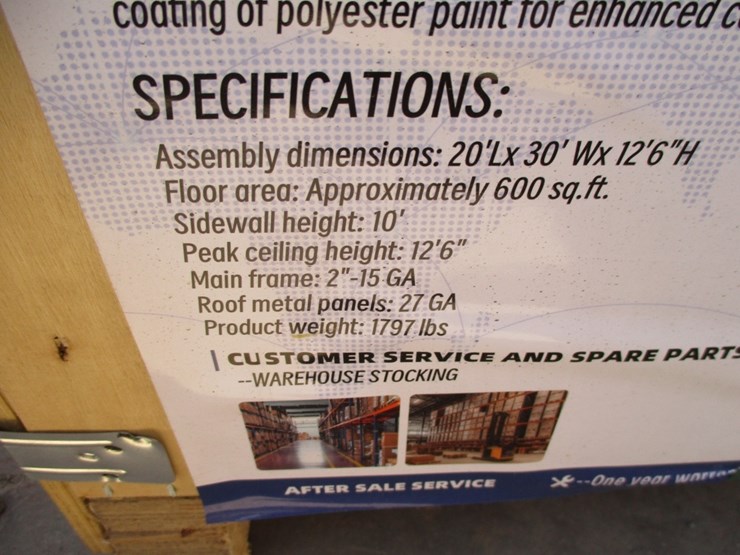 coating of polyester paint for enhanced
SPECIFICATIONS:
Assembly dimensions: 20'Lx 30' Wx 12'6"H
Floor area: Approximately 600 sq.ft.
Sidewall height: 10'
Peak ceiling height: 12'6"
Main frame: 2"-15 GA
Roof metal panels: 27 GA
Product weight: 1797 lbs
CUSTOMER SERVICE AND SPARE PARTS
--WAREHOUSE STOCKING
AFTER SALE SERVICE
--One year